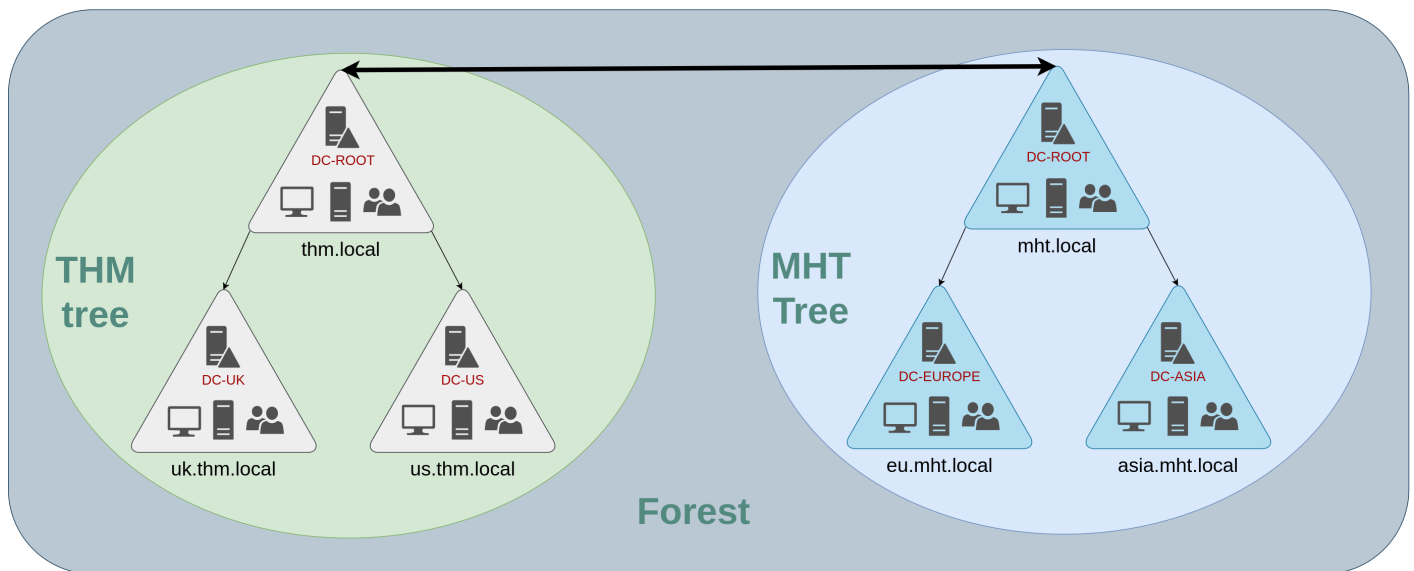 DC-ROOT
thm.local
THM
tree
DC-UK
uk.thm.local
DC-US
us.thm.local
DC-ROOT
mht.local
MHT
Tree
DC-EUROPE
eu.mht.local
DC-ASIA
asia.mht.local
Forest